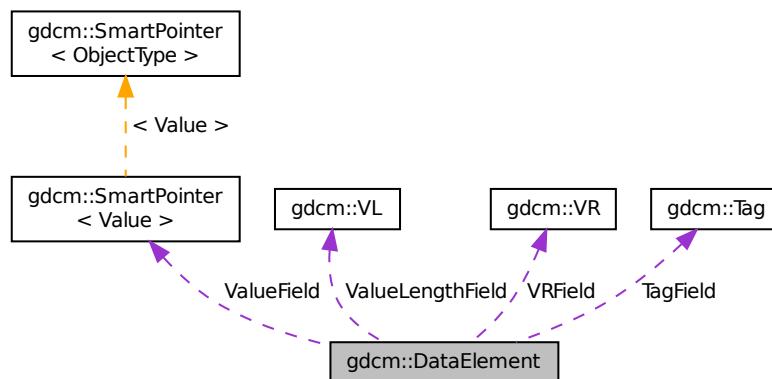 gdcm::SmartPointer
< ObjectType >
< Value >
gdcm::SmartPointer
< Value >
gdcm::VL
gdcm::VR
gdcm::Tag
ValueField
ValueLengthField
VRField
TagField
gdcm::DataElement